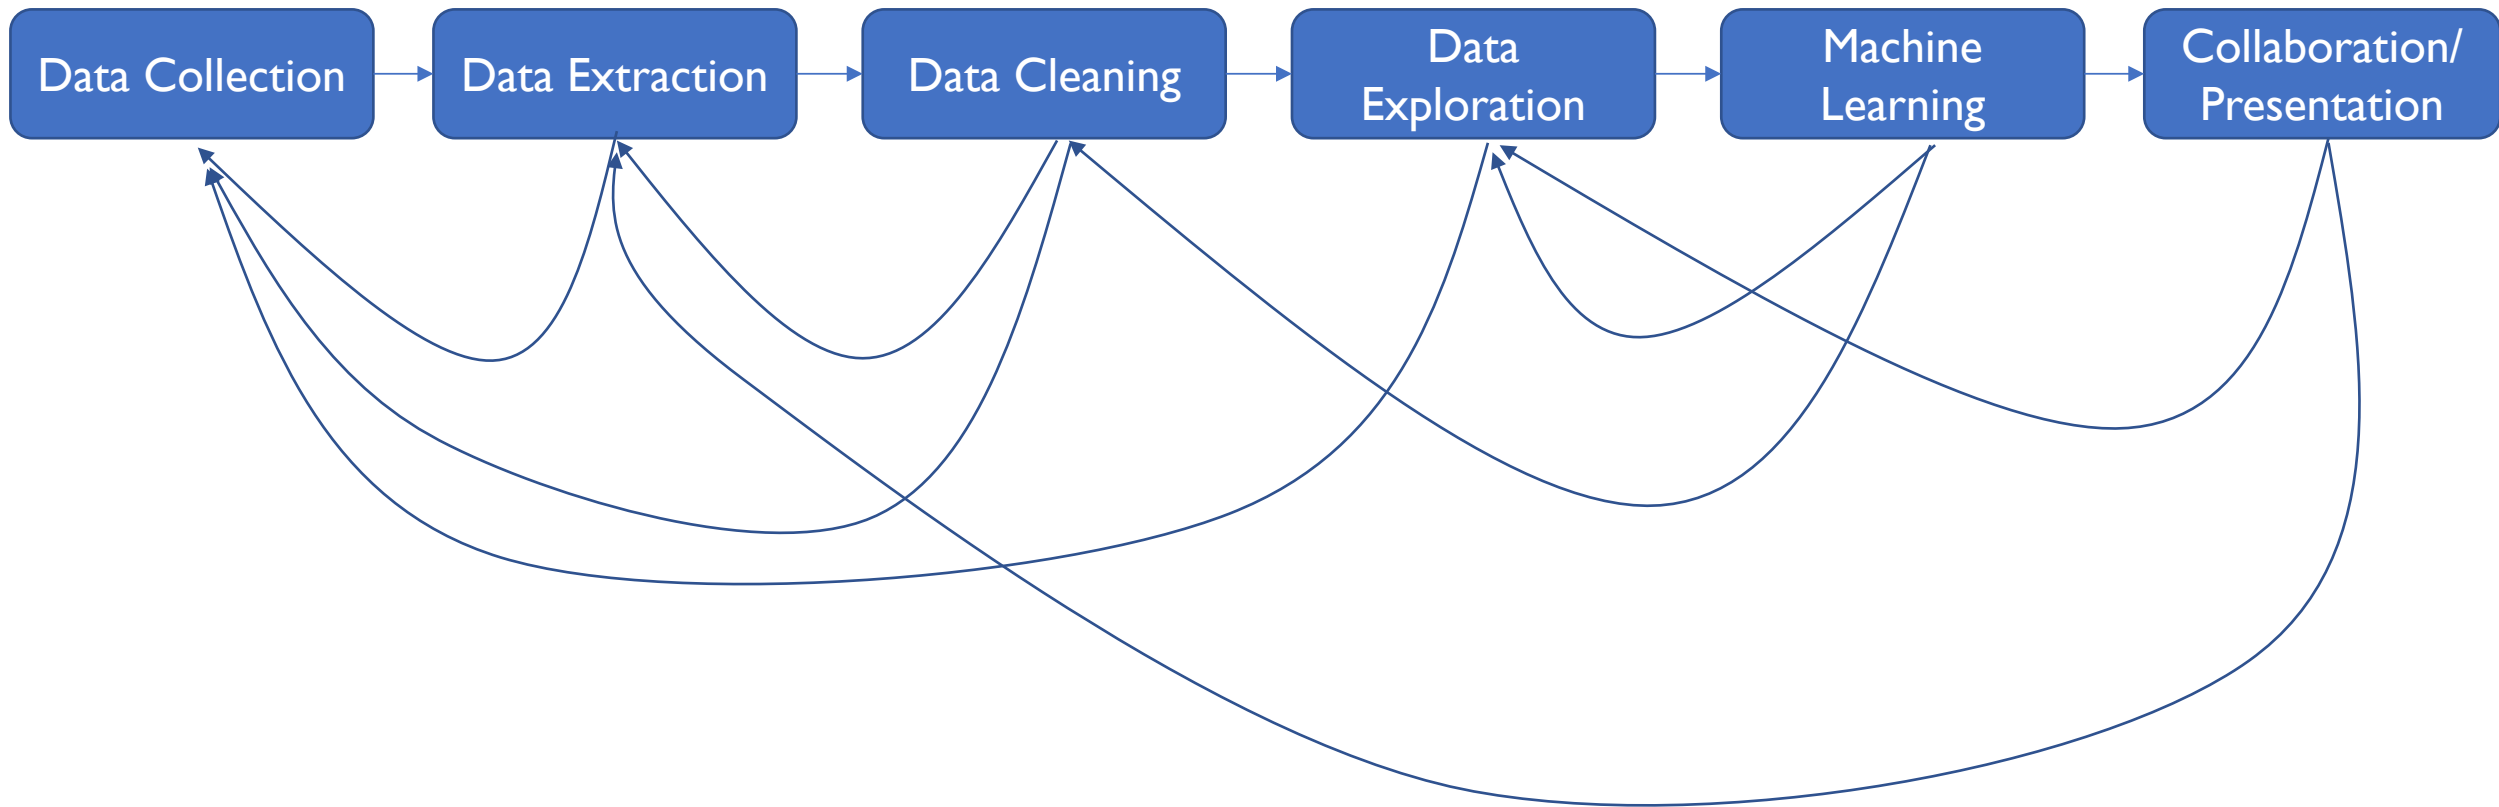 Data Collection
Data Extraction
Data Cleaning
Data
Exploration
Machine
Learning
Collaboration/
Presentation